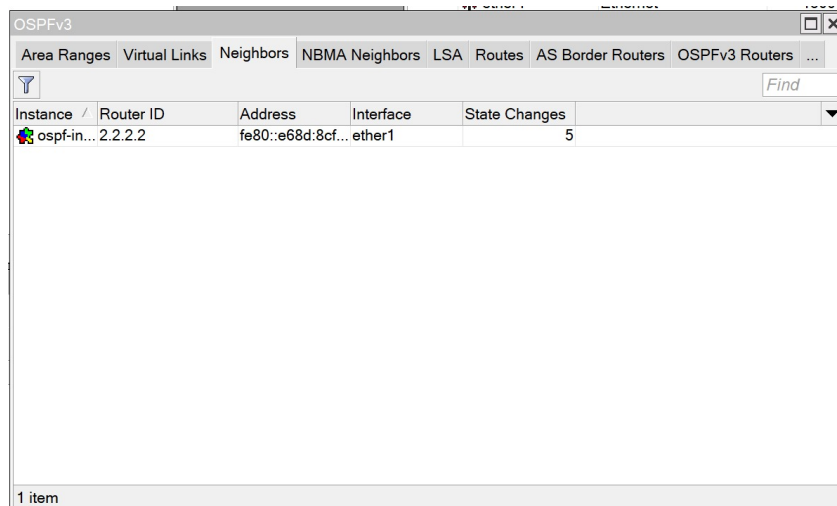 OSPFv3
Area Ranges Virtual Links Neighbors NBMA Neighbors LSA Routes AS Border Routers OSPFv3 Routers ...
Find
Instance Router ID Address Interface State Changes
ospf-in... 2.2.2.2 fe80::e68d:8cf... ether1 5
1 item